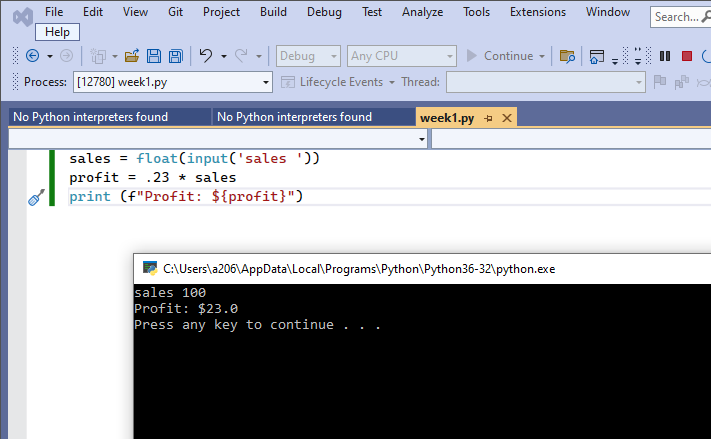 File Edit View Git Project Build Debug Test Analyze Tools Extensions Window Search...
Help
Debug Any CPU Continue
Process: [12780] week1.py Lifecycle Events Thread:
No Python interpreters found No Python interpreters found week1.py
sales = float(input('sales '))
profit = .23 * sales
print (f"Profit: ${profit}")
C:\Users\a206\AppData\Local\Programs\Python\Python36-32\python.exe
sales 100
Profit: $23.0
Press any key to continue . . .